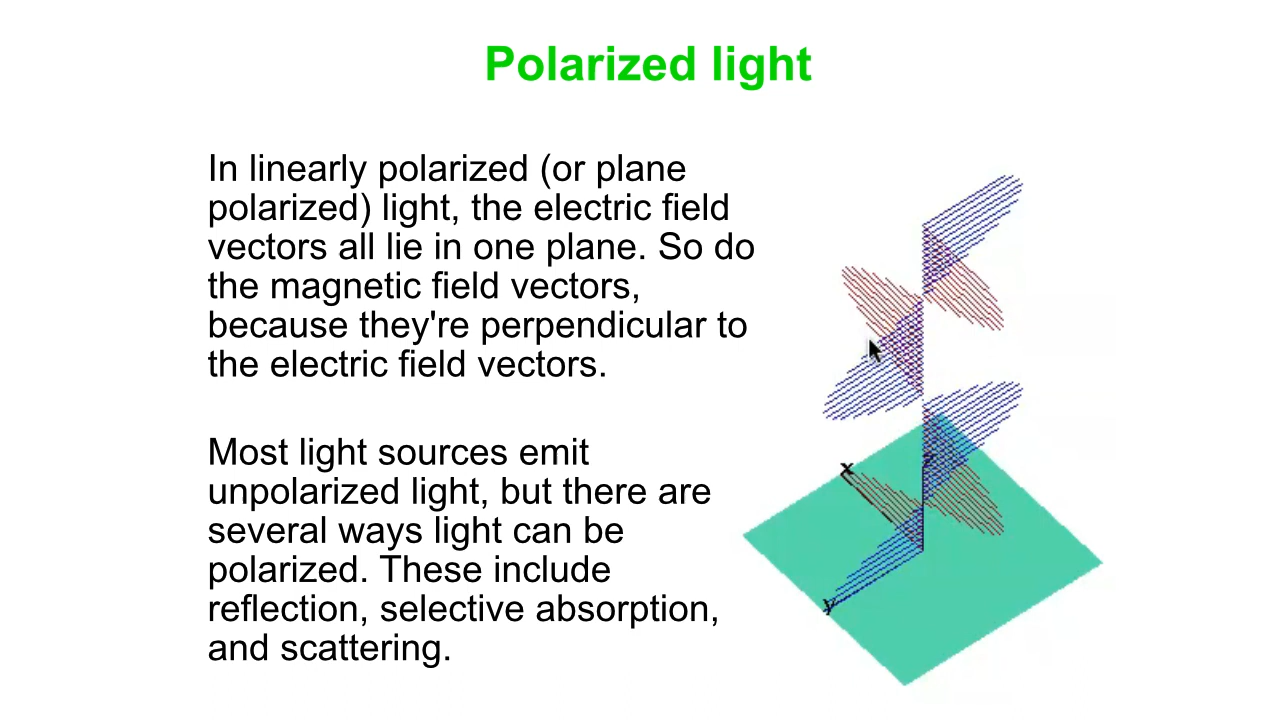 Polarized light
In linearly polarized (or plane
polarized) light, the electric field
vectors all lie in one plane. So do
the magnetic field vectors,
because they're perpendicular to
the electric field vectors.
Most light sources emit
unpolarized light, but there are
several ways light can be
polarized. These include
reflection, selective absorption,
and scattering.
x
y